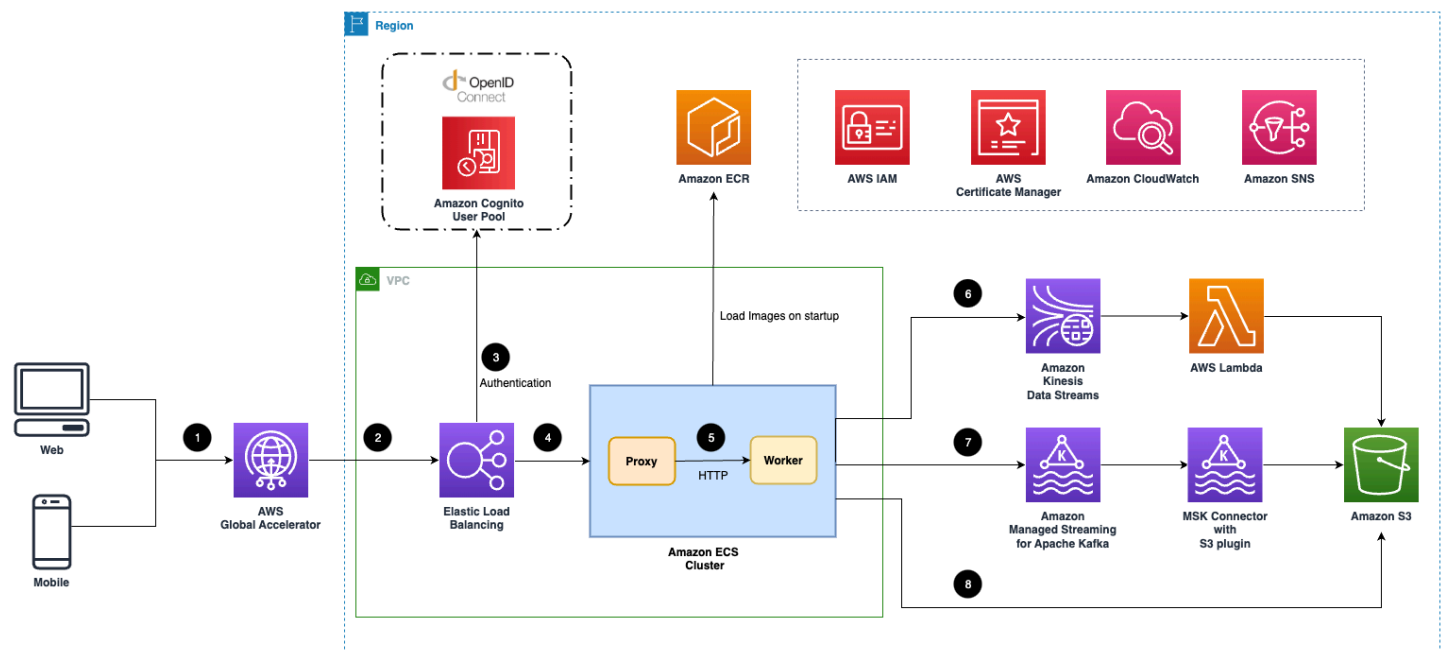 Region
OpenID
Connect
Amazon Cognito
User Pool
Amazon ECR
AWS IAM
AWS
Certificate Manager
Amazon CloudWatch
Amazon SNS
VPC
Load Images on startup
3
Authentication
Web
Mobile
1
AWS
Global Accelerator
2
Elastic Load
Balancing
4
Proxy
5
HTTP
Worker
Amazon ECS
Cluster
6
Amazon
Kinesis
Data Streams
AWS Lambda
7
K
Amazon
Managed Streaming
for Apache Kafka
K
MSK Connector
with
S3 plugin
Amazon S3
8